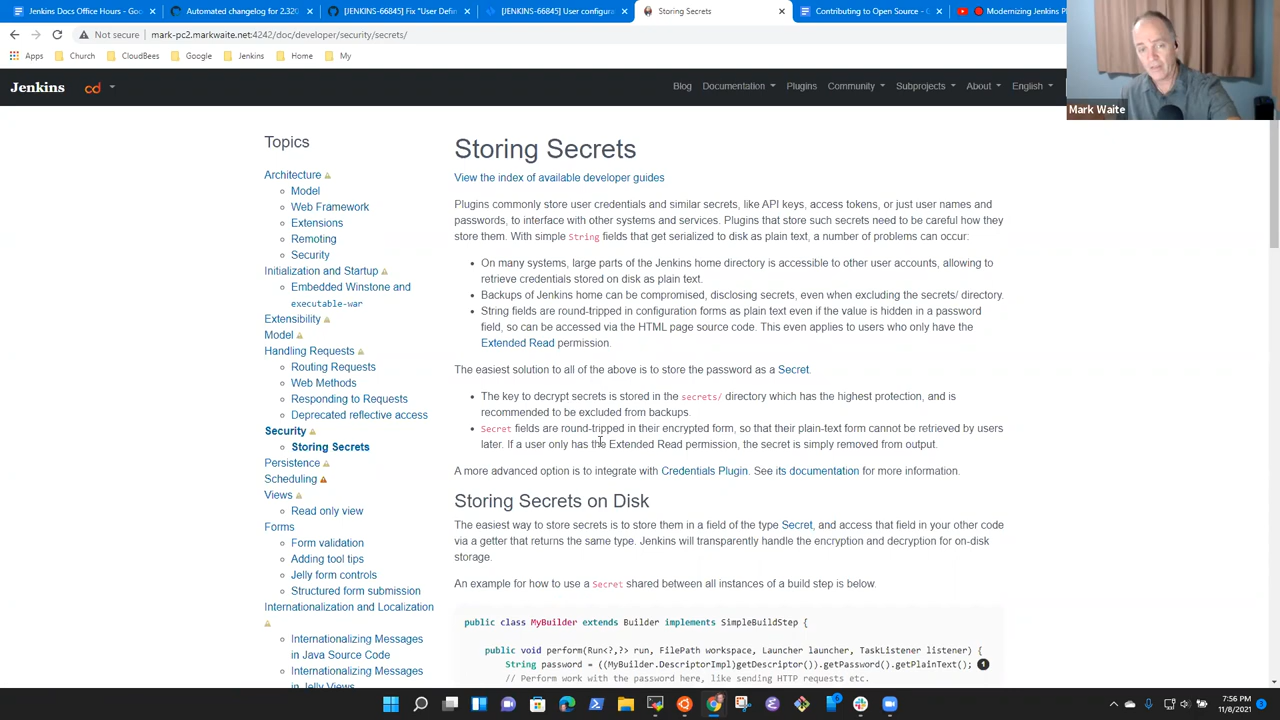 Jenkins Docs Office Hours - Goo
Automated changelog for 2.320
[JENKINS-66845] Fix "User Defin
[JENKINS-66845] User configura
Storing Secrets
Contributing to Open Source - C
Modernizing Jenkins Pl
Not secure | mark-pc2.markwaite.net:4242/doc/developer/security/secrets/
Apps Church CloudBees Google Jenkins Home My
Jenkins cd Blog Documentation Plugins Community Subprojects About English
Mark Waite
Topics
Architecture
Model
Web Framework
Extensions
Remoting
Security
Initialization and Startup
Embedded Winstone and
executable-war
Extensibility
Model
Handling Requests
Routing Requests
Web Methods
Responding to Requests
Deprecated reflective access
Security
Storing Secrets
Persistence
Scheduling
Views
Read only view
Forms
Form validation
Adding tool tips
Jelly form controls
Structured form submission
Internationalization and Localization
Internationalizing Messages
in Java Source Code
Internationalizing Messages
in Jelly Views
Storing Secrets
View the index of available developer guides
Plugins commonly store user credentials and similar secrets, like API keys, access tokens, or just user names and
passwords, to interface with other systems and services. Plugins that store such secrets need to be careful how they
store them. With simple String fields that get serialized to disk as plain text, a number of problems can occur:
On many systems, large parts of the Jenkins home directory is accessible to other user accounts, allowing to
retrieve credentials stored on disk as plain text.
Backups of Jenkins home can be compromised, disclosing secrets, even when excluding the secrets/ directory.
String fields are round-tripped in configuration forms as plain text even if the value is hidden in a password
field, so can be accessed via the HTML page source code. This even applies to users who only have the
Extended Read permission.
The easiest solution to all of the above is to store the password as a Secret.
The key to decrypt secrets is stored in the secrets/ directory which has the highest protection, and is
recommended to be excluded from backups.
Secret fields are round-tripped in their encrypted form, so that their plain-text form cannot be retrieved by users
later. If a user only has the Extended Read permission, the secret is simply removed from output.
A more advanced option is to integrate with Credentials Plugin. See its documentation for more information.
Storing Secrets on Disk
The easiest way to store secrets is to store them in a field of the type Secret, and access that field in your other code
via a getter that returns the same type. Jenkins will transparently handle the encryption and decryption for on-disk
storage.
An example for how to use a Secret shared between all instances of a build step is below.
public class MyBuilder extends Builder implements SimpleBuildStep {
public void perform(Run<?,?> run, FilePath workspace, Launcher launcher, TaskListener listener) {
String password = ((MyBuilder.DescriptorImpl)getDescriptor()).getPassword().getPlainText(); 1
// Perform work with the password here, like sending HTTP requests etc.
7:56 PM
11/8/2021